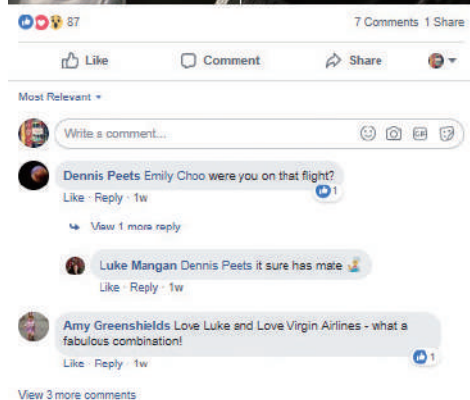 87 7 Comments 1 Share
Like Comment Share
Most Relevant
Write a comment...
GIF
Dennis Peets Emily Choo were you on that flight?
1
Like · Reply · 1w
View 1 more reply
Luke Mangan Dennis Peets it sure has mate
Like · Reply · 1w
Amy Greenshields Love Luke and Love Virgin Airlines - what a
fabulous combination!
1
Like · Reply · 1w
View 3 more comments